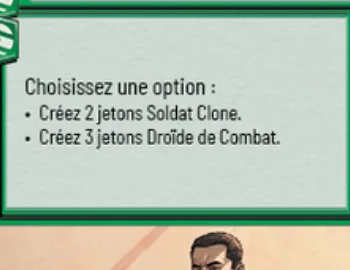 Choisissez une option :
• Créez 2 jetons Soldat Clone.
• Créez 3 jetons Droïde de Combat.